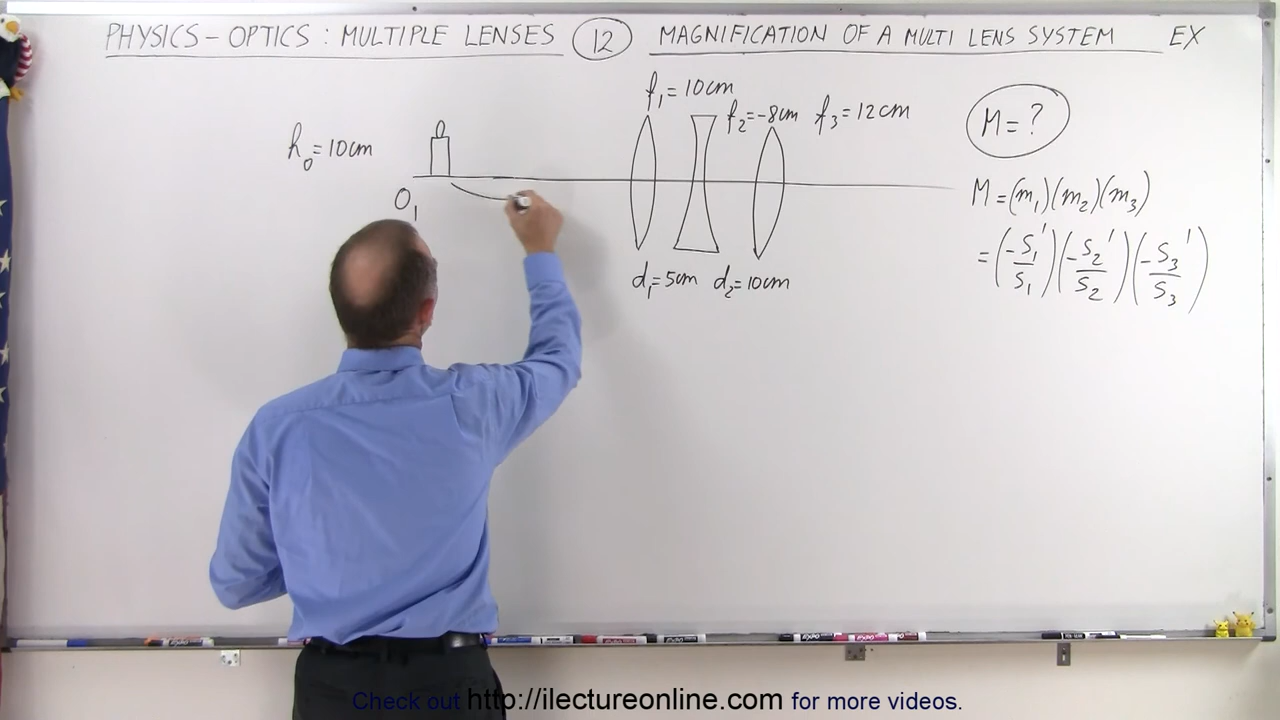 PHYSICS - OPTICS : MULTIPLE LENSES 12 MAGNIFICATION OF A MULTI LENS SYSTEM EX
f₁ = 10cm
f₂ = -8cm f₃ = 12cm
M = ?
h₀ = 10cm
O₁
M = (m₁)(m₂)(m₃)
= (-S₁'/S₁)(-S₂'/S₂)(-S₃'/S₃)
d₁ = 5cm d₂ = 10cm
Check out http://ilectureonline.com for more videos.